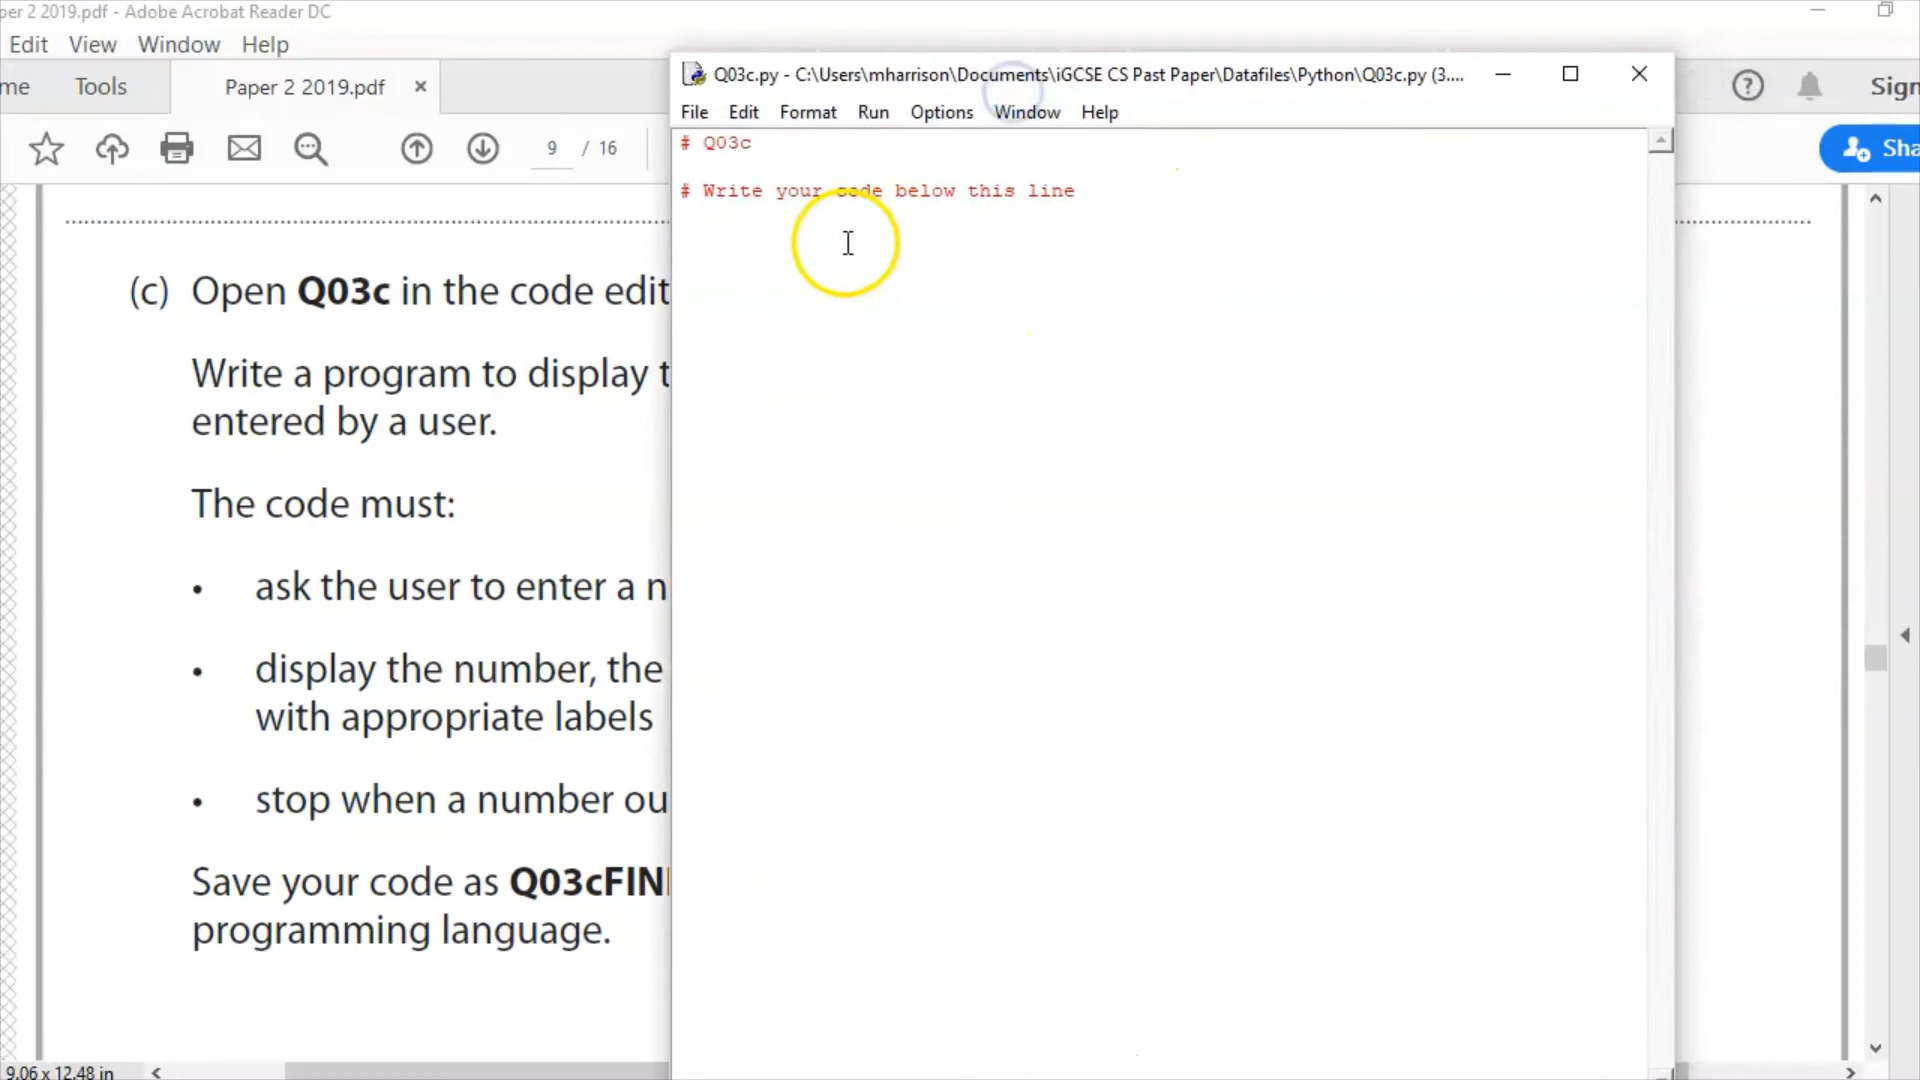 per 2 2019.pdf - Adobe Acrobat Reader DC
Edit View Window Help
me Tools Paper 2 2019.pdf × Sign
9 / 16 Sha
(c) Open Q03c in the code edit
Write a program to display t
entered by a user.
The code must:
• ask the user to enter a n
• display the number, the
with appropriate labels
• stop when a number ou
Save your code as Q03cFIN
programming language.
9.06 x 12.48 in
Q03c.py - C:\Users\mharrison\Documents\iGCSE CS Past Paper\Datafiles\Python\Q03c.py (3....
File Edit Format Run Options Window Help
# Q03c
# Write your code below this line